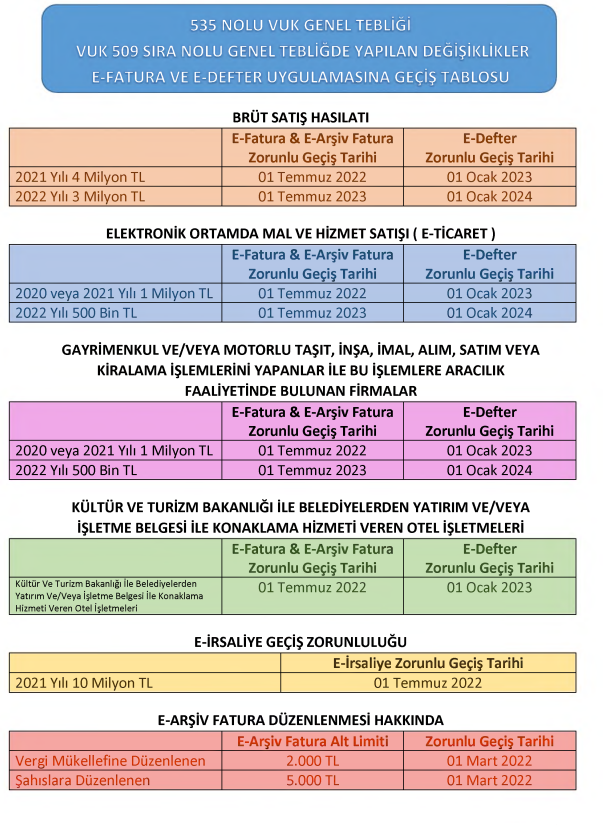 535 NOLU VUK GENEL TEBLİĞİ
VUK 509 SIRA NOLU GENEL TEBLİĞDE YAPILAN DEĞİŞİKLİKLER
E-FATURA VE E-DEFTER UYGULAMASINA GEÇİŞ TABLOSU
BRÜT SATIŞ HASILATI
E-Fatura & E-Arşiv Fatura
Zorunlu Geçiş Tarihi
E-Defter
Zorunlu Geçiş Tarihi
2021 Yılı 4 Milyon TL 01 Temmuz 2022 01 Ocak 2023
2022 Yılı 3 Milyon TL 01 Temmuz 2023 01 Ocak 2024
ELEKTRONİK ORTAMDA MAL VE HİZMET SATIŞI ( E-TİCARET )
E-Fatura & E-Arşiv Fatura
Zorunlu Geçiş Tarihi
E-Defter
Zorunlu Geçiş Tarihi
2020 veya 2021 Yılı 1 Milyon TL 01 Temmuz 2022 01 Ocak 2023
2022 Yılı 500 Bin TL 01 Temmuz 2023 01 Ocak 2024
GAYRİMENKUL VE/VEYA MOTORLU TAŞIT, İNŞA, İMAL, ALIM, SATIM VEYA
KİRALAMA İŞLEMLERİNİ YAPANLAR İLE BU İŞLEMLERE ARACILIK
FAALİYETİNDE BULUNAN FİRMALAR
E-Fatura & E-Arşiv Fatura
Zorunlu Geçiş Tarihi
E-Defter
Zorunlu Geçiş Tarihi
2020 veya 2021 Yılı 1 Milyon TL 01 Temmuz 2022 01 Ocak 2023
2022 Yılı 500 Bin TL 01 Temmuz 2023 01 Ocak 2024
KÜLTÜR VE TURİZM BAKANLIĞI İLE BELEDİYELERDEN YATIRIM VE/VEYA
İŞLETME BELGESİ İLE KONAKLAMA HİZMETİ VEREN OTEL İŞLETMELERİ
E-Fatura & E-Arşiv Fatura
Zorunlu Geçiş Tarihi
E-Defter
Zorunlu Geçiş Tarihi
Kültür Ve Turizm Bakanlığı İle Belediyelerden
Yatırım Ve/Veya İşletme Belgesi İle Konaklama
Hizmeti Veren Otel İşletmeleri
01 Temmuz 2022 01 Ocak 2023
E-İRSALİYE GEÇİŞ ZORUNLULUĞU
E-İrsaliye Zorunlu Geçiş Tarihi
2021 Yılı 10 Milyon TL 01 Temmuz 2022
E-ARŞİV FATURA DÜZENLENMESİ HAKKINDA
E-Arşiv Fatura Alt Limiti Zorunlu Geçiş Tarihi
Vergi Mükellefine Düzenlenen 2.000 TL 01 Mart 2022
Şahıslara Düzenlenen 5.000 TL 01 Mart 2022